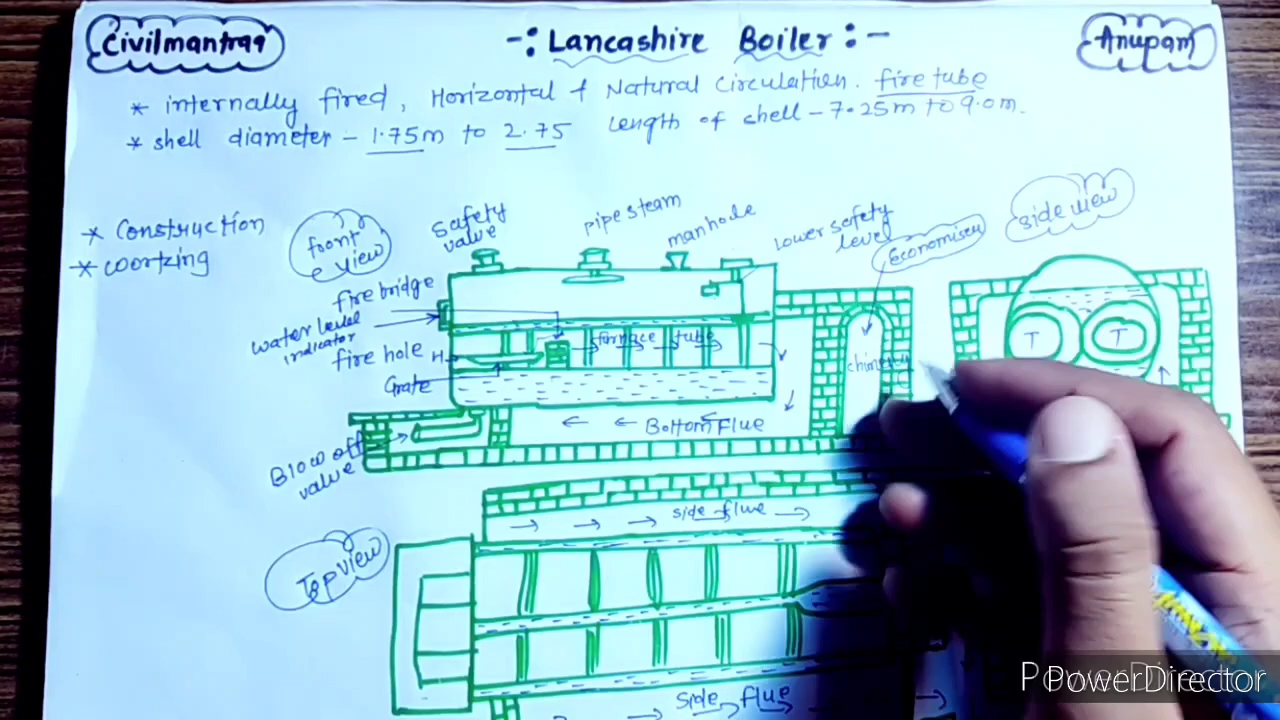 Civilmantraa
-: Lancashire Boiler :-
Anupam
* internally fired, Horizontal & Natural Circulation. fire tube
* shell diameter - 1.75m to 2.75 Length of shell - 7.25m to 9.0m.
* Construction
* Woorking
front view
safety valve
pipe steam
manhole
Lower safety level
Economiser
side view
fire bridge
water level indicator
fire hole H
Grate
furnace tube
chimney
T T
Bottom Flue
Blow off valve
side flue
Top view
side flue
PowerDirector